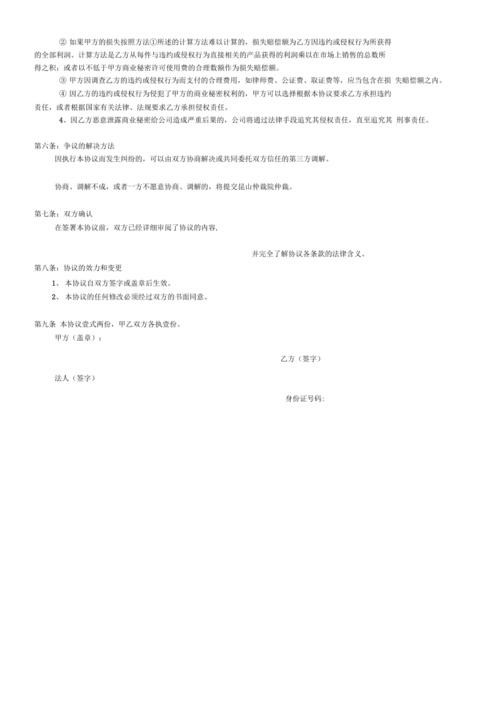 ② 如果甲方的损失按照方法①所述的计算方法难以计算的，损失赔偿额为乙方因违约或侵权行为所获得
的全部利润。计算方法是乙方从每件与违约或侵权行为直接相关的产品获得的利润乘以在市场上销售的总数所
得之积；或者以不低于甲方商业秘密许可使用费的合理数额作为损失赔偿额。
③ 甲方因调查乙方的违约或侵权行为而支付的合理费用，如律师费、公证费、取证费等，应当包含在损 失赔偿额之内。
④ 因乙方的违约或侵权行为侵犯了甲方的商业秘密权利的，甲方可以选择根据本协议要求乙方承担违约
责任，或者根据国家有关法律、法规要求乙方承担侵权责任。
4、因乙方恶意泄露商业秘密给公司造成严重后果的，公司将通过法律手段追究其侵权责任，直至追究其 刑事责任。
第六条：争议的解决方法
因执行本协议而发生纠纷的，可以由双方协商解决或共同委托双方信任的第三方调解。
协商、调解不成，或者一方不愿意协商、调解的，将提交昆山仲裁院仲裁。
第七条：双方确认
在签署本协议前，双方已经详细审阅了协议的内容，
并完全了解协议各条款的法律含义。
第八条：协议的效力和变更
1、 本协议自双方签字或盖章后生效。
2、 本协议的任何修改必须经过双方的书面同意。
第九条 本协议壹式两份，甲乙双方各执壹份。
甲方（盖章）：
乙方（签字）
法人（签字）
身份证号码：